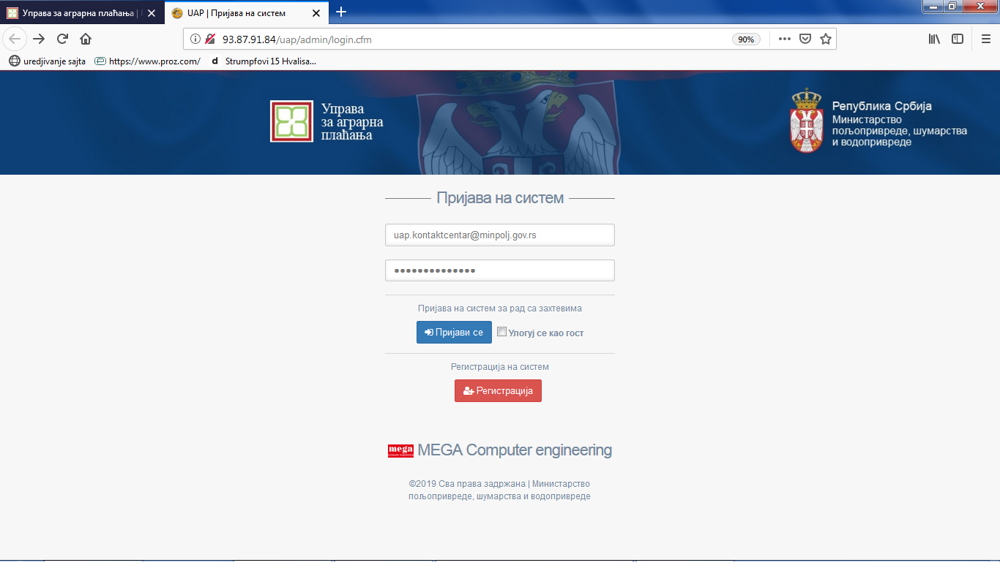 Управа за аграрна плаћања |
UAP | Пријава на систем
93.87.91.84/uap/admin/login.cfm
90%
uredjivanje sajta
https://www.proz.com/
d
Strumpfovi 15 Hvalisa...
Управа
за аграрна
плаћања
Република Србија
Министарство
пољопривреде, шумарства
и водопривреде
Пријава на систем
uap.kontaktcentar@minpolj.gov.rs
••••••••••••••
Пријава на систем за рад са захтевима
Пријави се
Улогуј се као гост
Регистрација на систем
Регистрација
mega
computer engineering
MEGA Computer engineering
©2019 Сва права задржана | Министарство
пољопривреде, шумарства и водопривреде